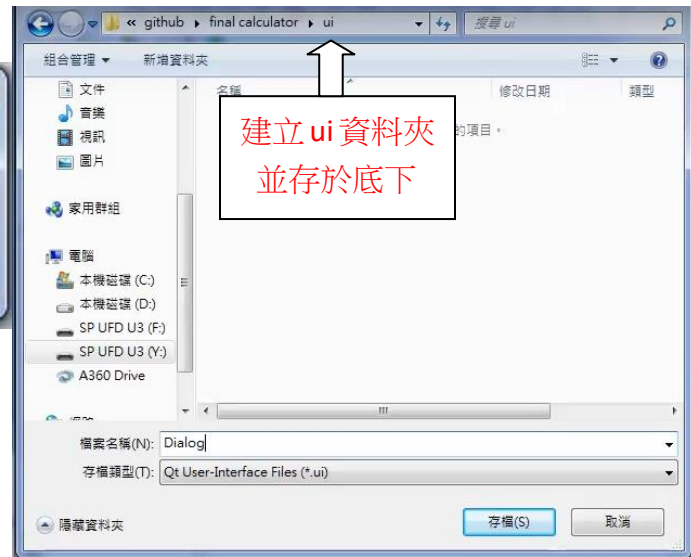 « github ▸ final calculator ▸ ui
搜尋 ui
組合管理 ▼ 新增資料夾
名稱 修改日期 類型
的項目。
建立 ui 資料夾
並存於底下
文件
音樂
視訊
圖片
家用群組
電腦
本機磁碟 (C:)
本機磁碟 (D:)
SP UFD U3 (F:)
SP UFD U3 (Y:)
A360 Drive
檔案名稱(N): Dialog
存檔類型(T): Qt User-Interface Files (*.ui)
隱藏資料夾
存檔(S) 取消